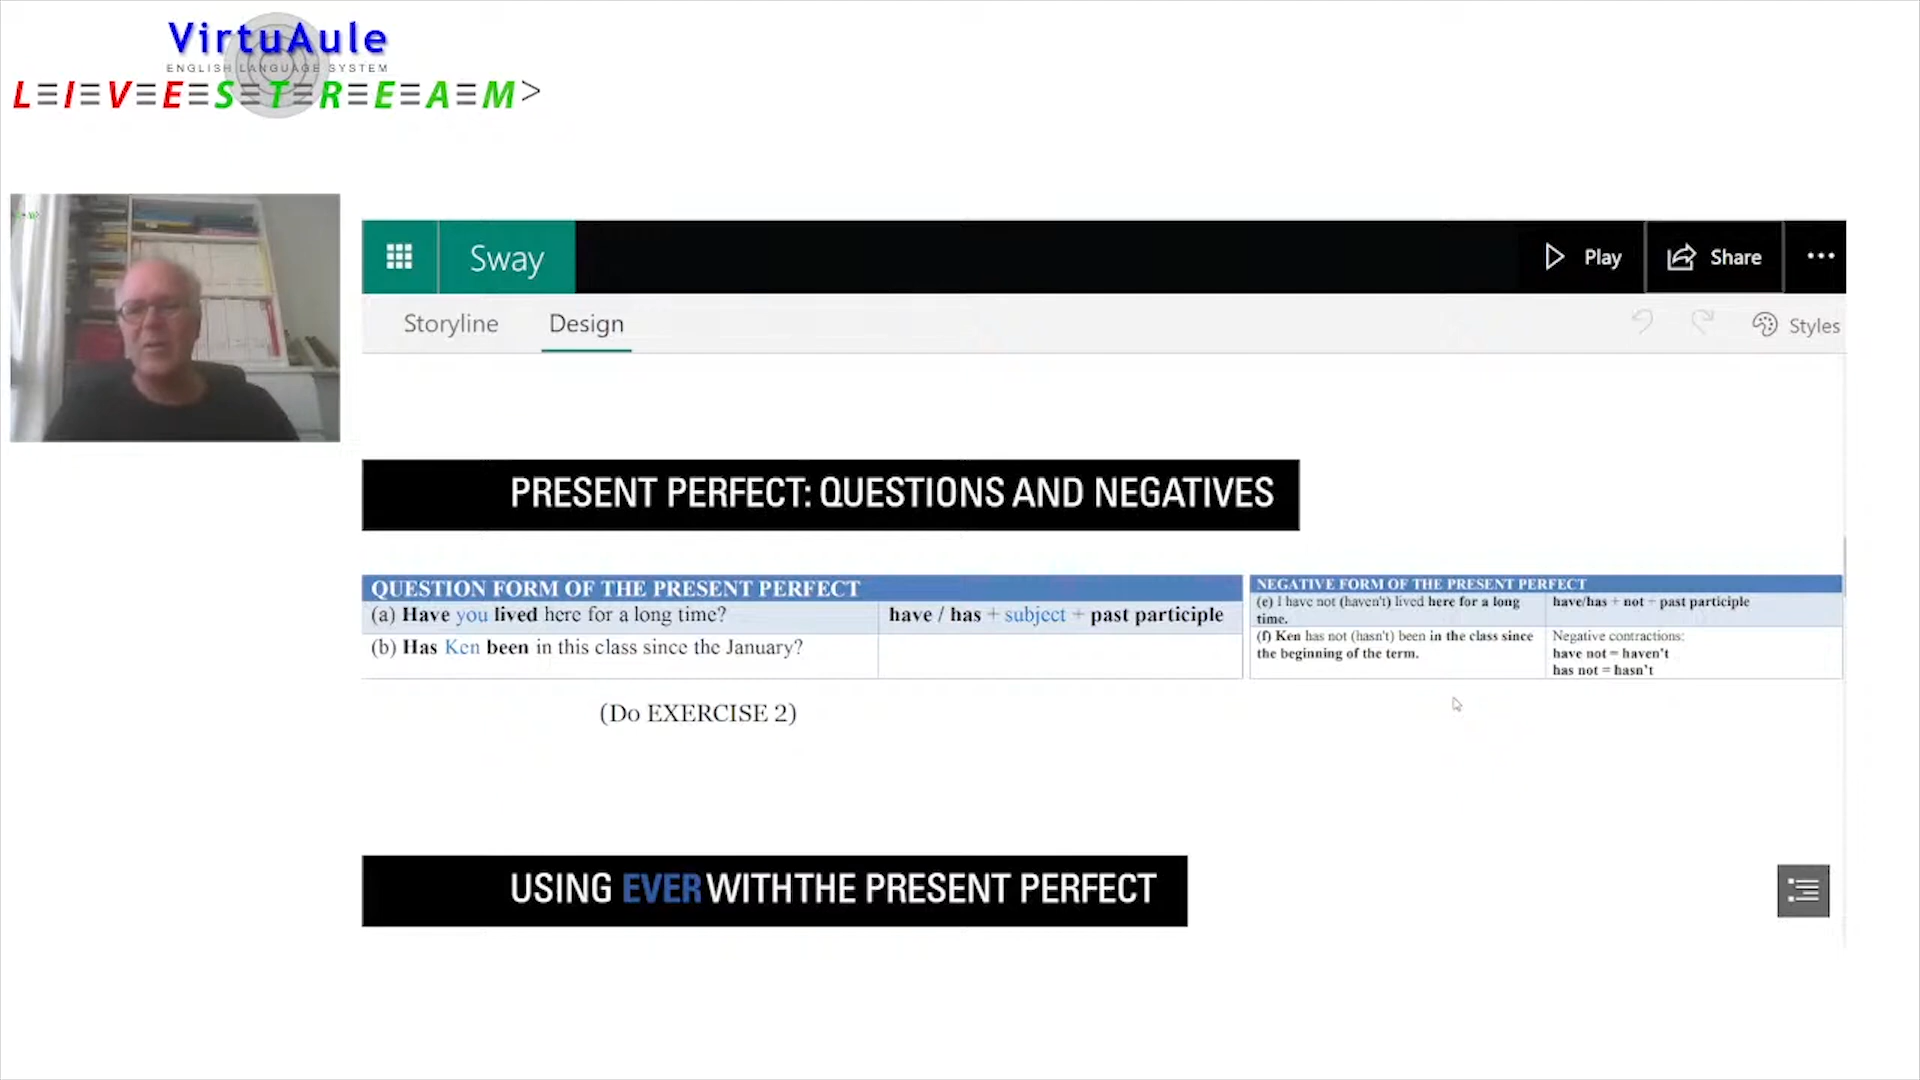 VirtuAule
ENGLISH LANGUAGE SYSTEM
L≡I≡V≡E≡S≡T≡R≡E≡A≡M>
Sway
Play
Share
...
Storyline
Design
Styles
PRESENT PERFECT: QUESTIONS AND NEGATIVES
QUESTION FORM OF THE PRESENT PERFECT
(a) Have you lived here for a long time?
have / has + subject + past participle
(b) Has Ken been in this class since the January?
NEGATIVE FORM OF THE PRESENT PERFECT
(e) I have not (haven't) lived here for a long
time.
have/has + not + past participle
(f) Ken has not (hasn't) been in the class since
the beginning of the term.
Negative contractions:
have not = haven't
has not = hasn't
(Do EXERCISE 2)
USING EVER WITH THE PRESENT PERFECT